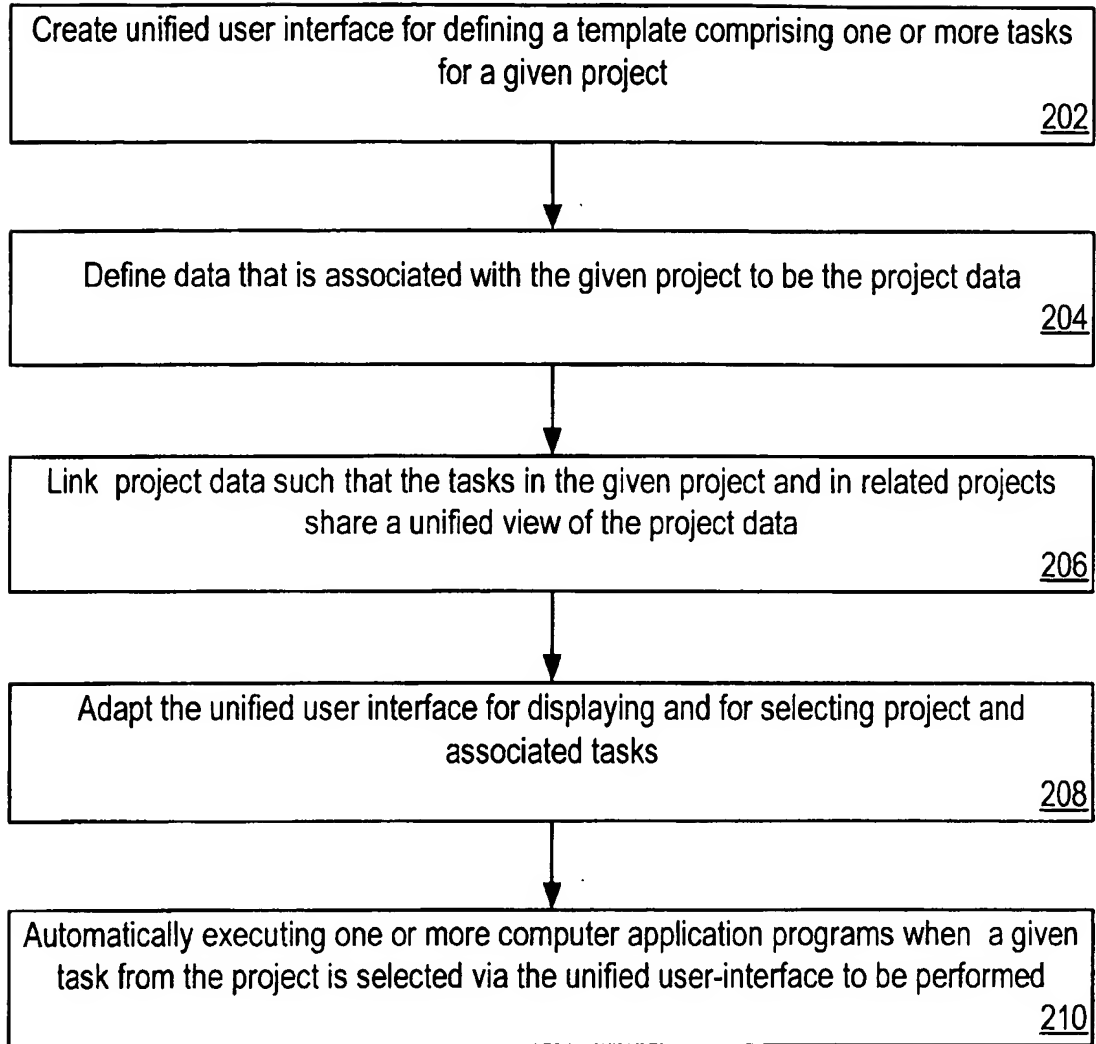 Create unified user interface for defining a template comprising one or more tasks
for a given project
202
Define data that is associated with the given project to be the project data
204
Link project data such that the tasks in the given project and in related projects
share a unified view of the project data
206
Adapt the unified user interface for displaying and for selecting project and
associated tasks
208
Automatically executing one or more computer application programs when a given
task from the project is selected via the unified user-interface to be performed
210